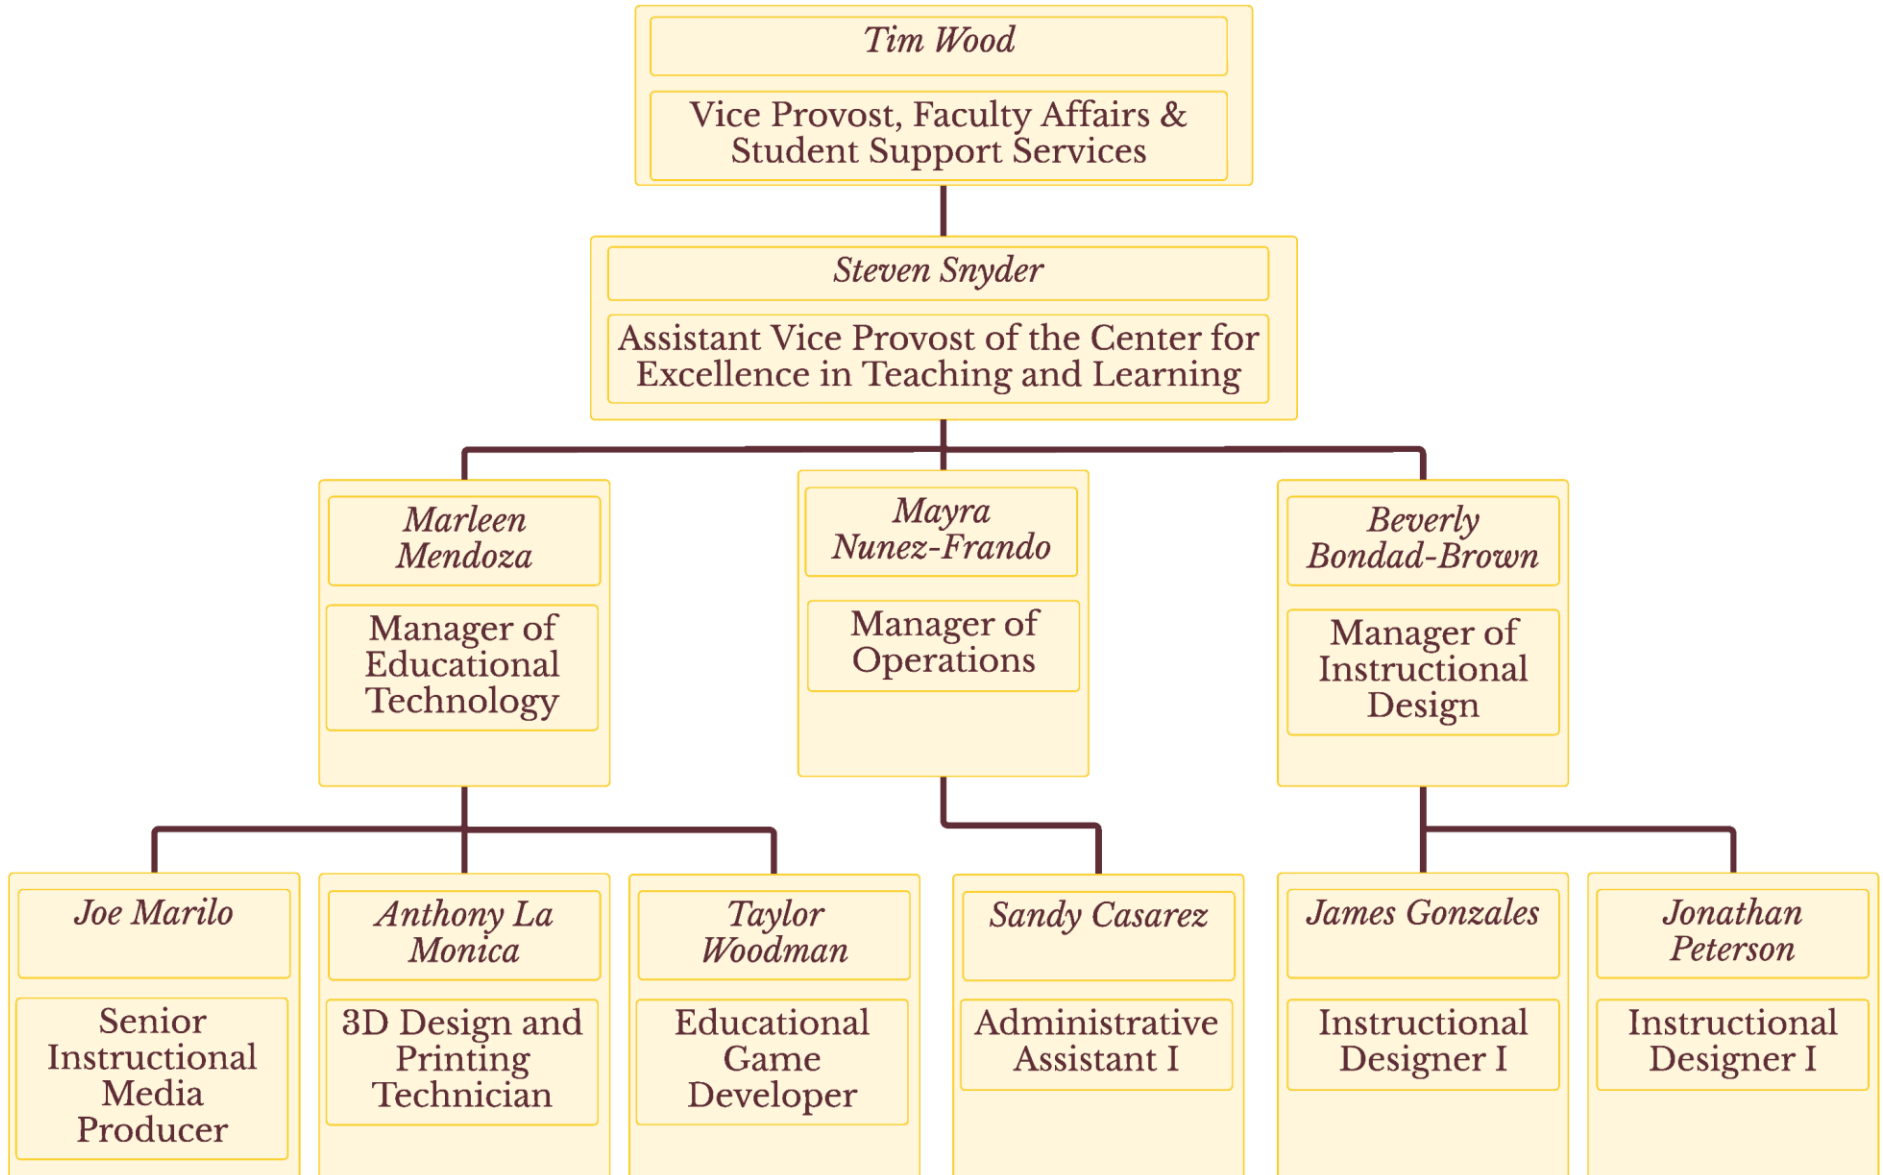 Tim Wood
Vice Provost, Faculty Affairs &
Student Support Services
Steven Snyder
Assistant Vice Provost of the Center for
Excellence in Teaching and Learning
Marleen
Mendoza
Manager of
Educational
Technology
Mayra
Nunez-Frando
Manager of
Operations
Beverly
Bondad-Brown
Manager of
Instructional
Design
Joe Marilo
Senior
Instructional
Media
Producer
Anthony La
Monica
3D Design and
Printing
Technician
Taylor
Woodman
Educational
Game
Developer
Sandy Casarez
Administrative
Assistant I
James Gonzales
Instructional
Designer I
Jonathan
Peterson
Instructional
Designer I